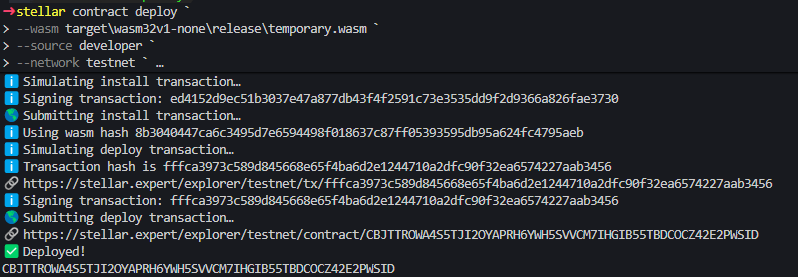 ➜stellar contract deploy `
> --wasm target\wasm32v1-none\release\temporary.wasm `
> --source developer `
> --network testnet ` …
ℹ️ Simulating install transaction…
ℹ️ Signing transaction: ed4152d9ec51b3037e47a877db43f4f2591c73e3535dd9f2d9366a826fae3730
🌎 Submitting install transaction…
ℹ️ Using wasm hash 8b3040447ca6c3495d7e6594498f018637c87ff05393595db95a624fc4795aeb
ℹ️ Simulating deploy transaction…
ℹ️ Transaction hash is fffca3973c589d845668e65f4ba6d2e1244710a2dfc90f32ea6574227aab3456
🔗 https://stellar.expert/explorer/testnet/tx/fffca3973c589d845668e65f4ba6d2e1244710a2dfc90f32ea6574227aab3456
ℹ️ Signing transaction: fffca3973c589d845668e65f4ba6d2e1244710a2dfc90f32ea6574227aab3456
🌎 Submitting deploy transaction…
🔗 https://stellar.expert/explorer/testnet/contract/CBJTTROWA4S5TJI2OYAPRH6YWH5SVVCM7IHGIB55TBDCOCZ42E2PWSID
✅ Deployed!
CBJTTROWA4S5TJI2OYAPRH6YWH5SVVCM7IHGIB55TBDCOCZ42E2PWSID